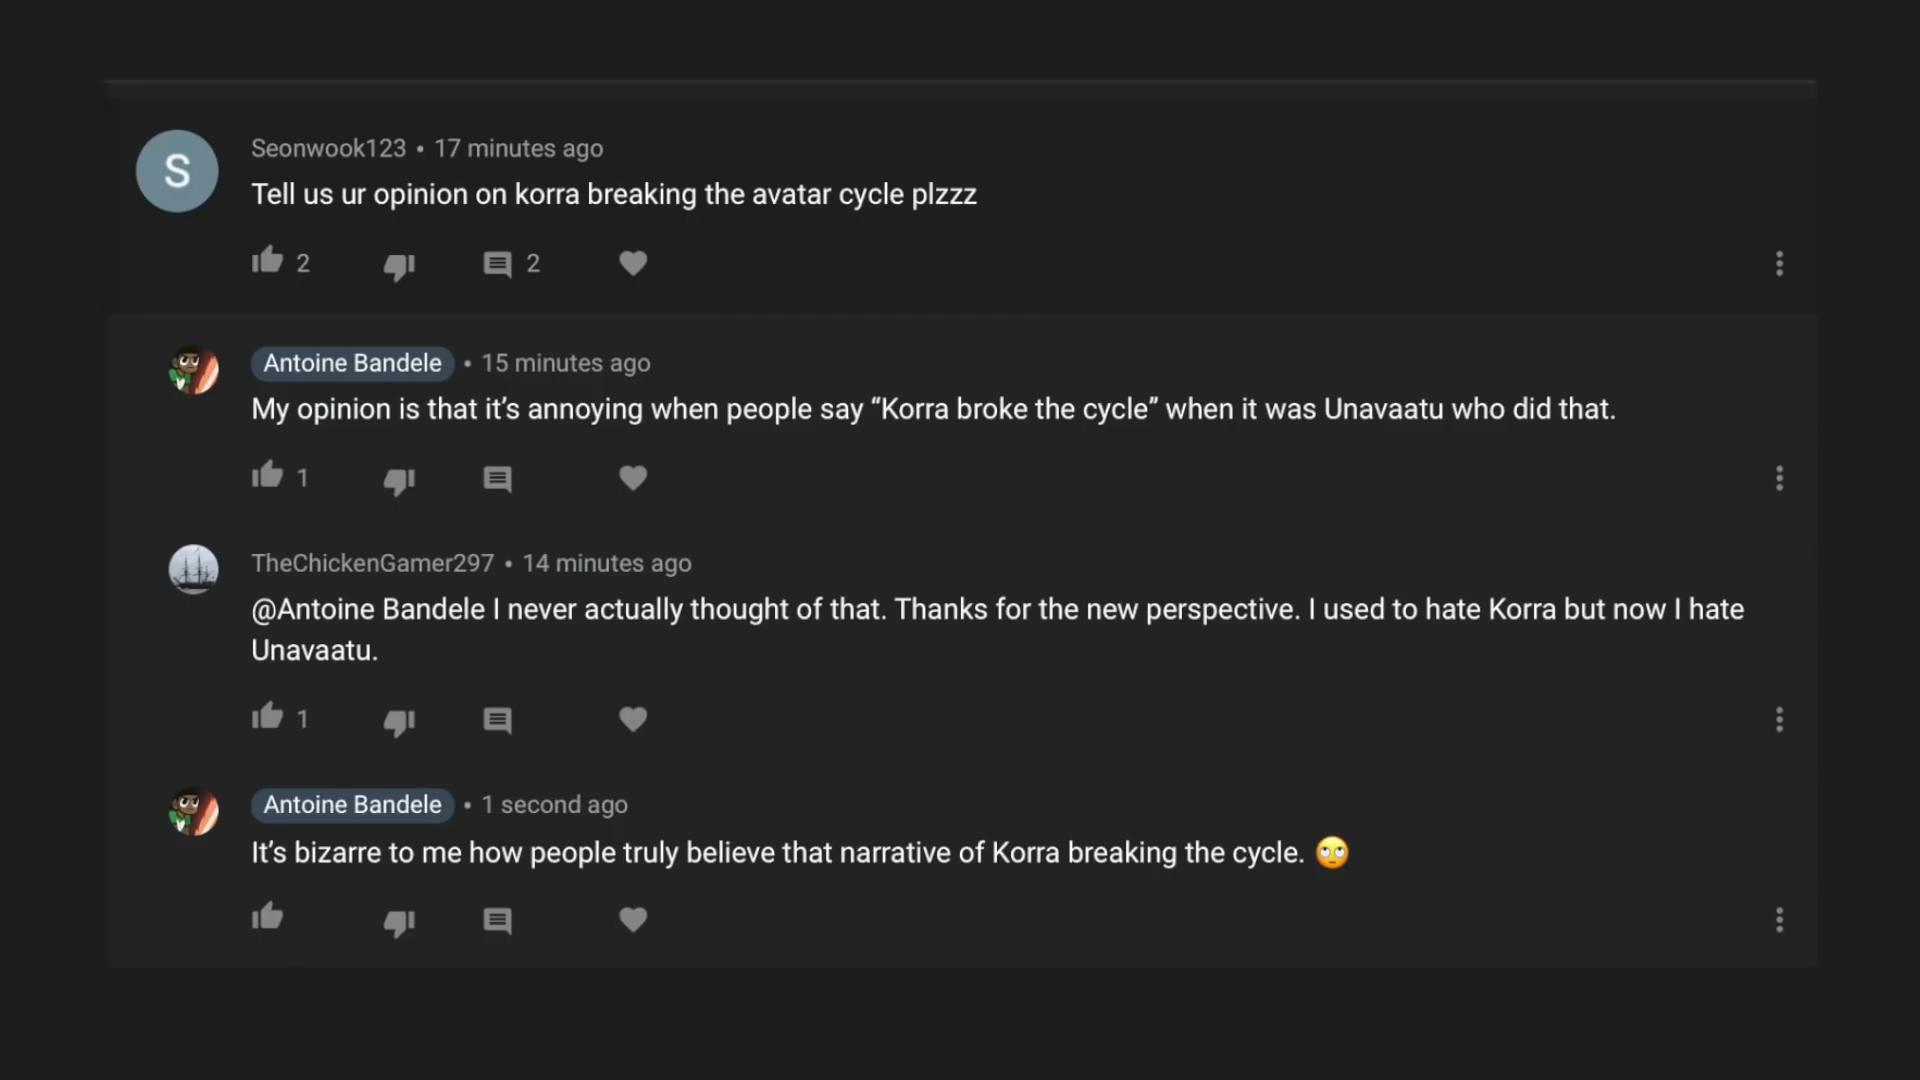 S
Seonwook123 • 17 minutes ago
Tell us ur opinion on korra breaking the avatar cycle plzzz
2 2
Antoine Bandele • 15 minutes ago
My opinion is that it’s annoying when people say “Korra broke the cycle” when it was Unavaatu who did that.
1
TheChickenGamer297 • 14 minutes ago
@Antoine Bandele I never actually thought of that. Thanks for the new perspective. I used to hate Korra but now I hate
Unavaatu.
1
Antoine Bandele • 1 second ago
It’s bizarre to me how people truly believe that narrative of Korra breaking the cycle. 🙄